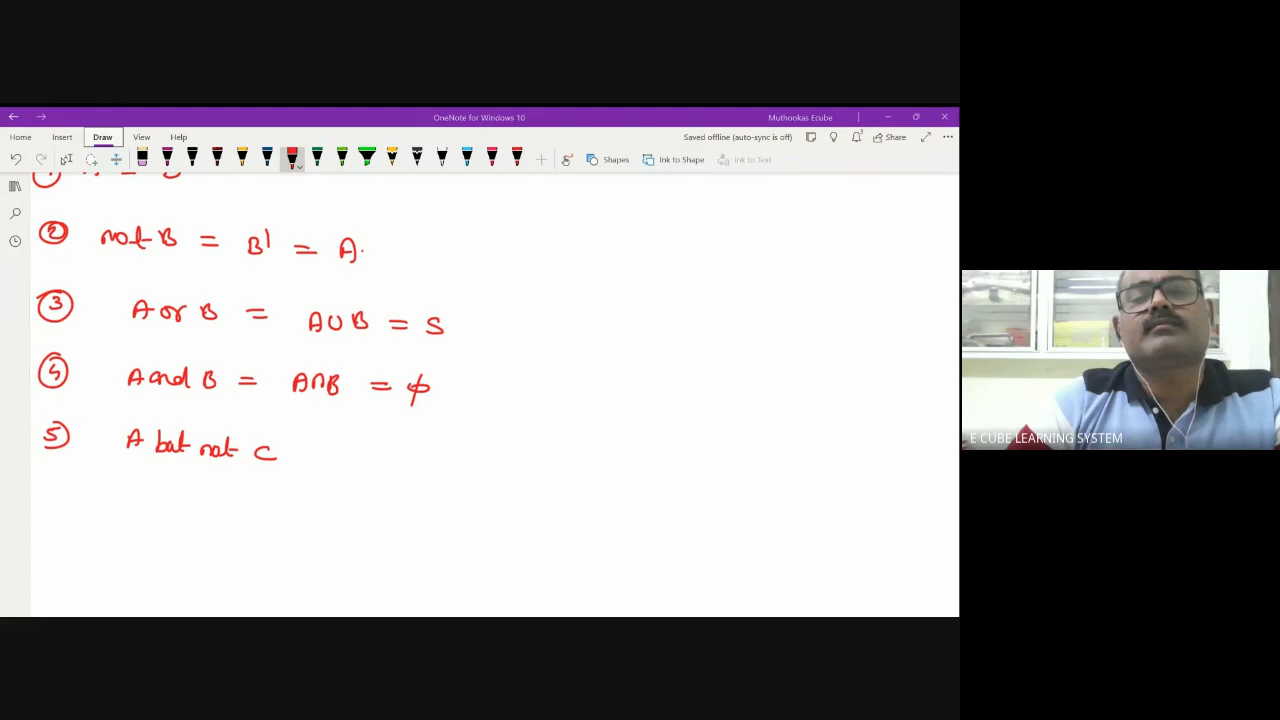 OneNote for Windows 10
Muthookas Ecube
Home Insert Draw View Help
Saved offline (auto-sync is off)
Share
Shapes
Ink to Shape
Ink to Text
② not B = B' = A.
③ A or B = A∪B = S
④ A and B = A∩B = ϕ
⑤ A but not C
E CUBE LEARNING SYSTEM